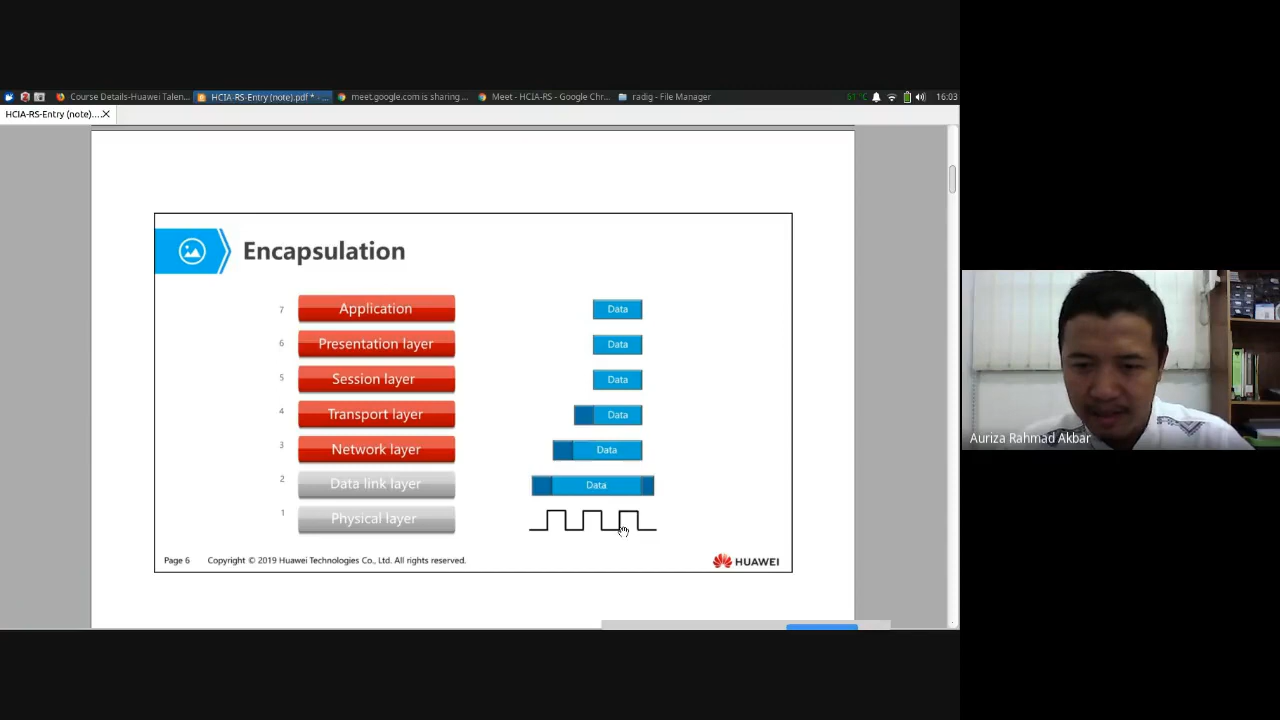 Course Details-Huawei Talen...
HCIA-RS-Entry (note).pdf * -...
meet.google.com is sharing ...
Meet - HCIA-RS - Google Chr...
radig - File Manager
61 °C
16:03
HCIA-RS-Entry (note)....
Encapsulation
7 Application Data
6 Presentation layer Data
5 Session layer Data
4 Transport layer Data
3 Network layer Data
2 Data link layer Data
1 Physical layer
Page 6 Copyright © 2019 Huawei Technologies Co., Ltd. All rights reserved.
HUAWEI
Auriza Rahmad Akbar